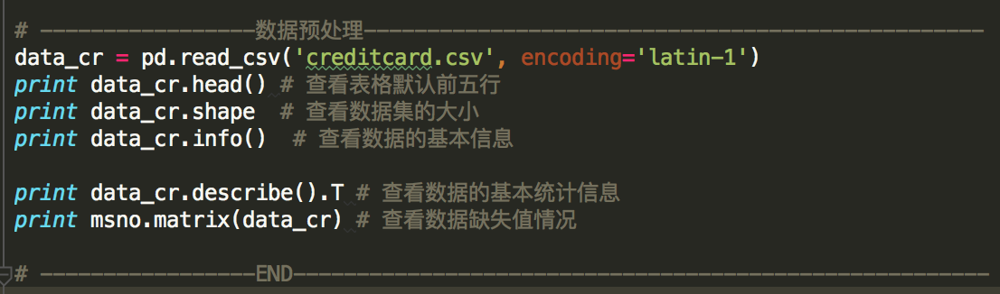 # —————————————————数据预处理—————————————————————————————————————————————————
data_cr = pd.read_csv('creditcard.csv', encoding='latin-1')
print data_cr.head() # 查看表格默认前五行
print data_cr.shape  # 查看数据集的大小
print data_cr.info()  # 查看数据的基本信息
print data_cr.describe().T # 查看数据的基本统计信息
print msno.matrix(data_cr) # 查看数据缺失值情况
# —————————————————END———————————————————————————————————————————————————————